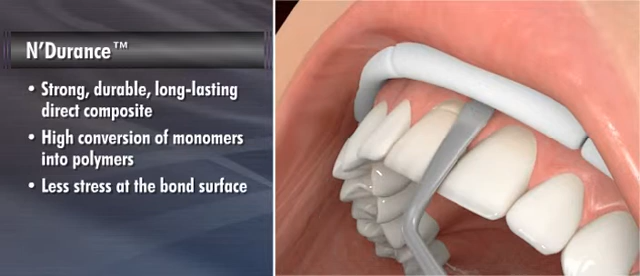 N'Durance™
• Strong, durable, long-lasting
direct composite
• High conversion of monomers
into polymers
• Less stress at the bond surface